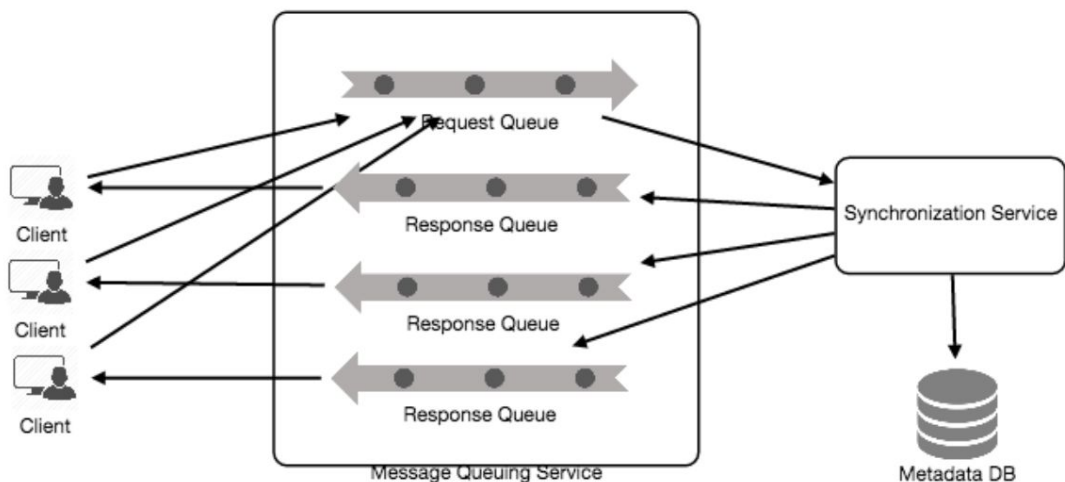 Request Queue
Client
Response Queue
Synchronization Service
Client
Response Queue
Client
Response Queue
Message Queuing Service
Metadata DB